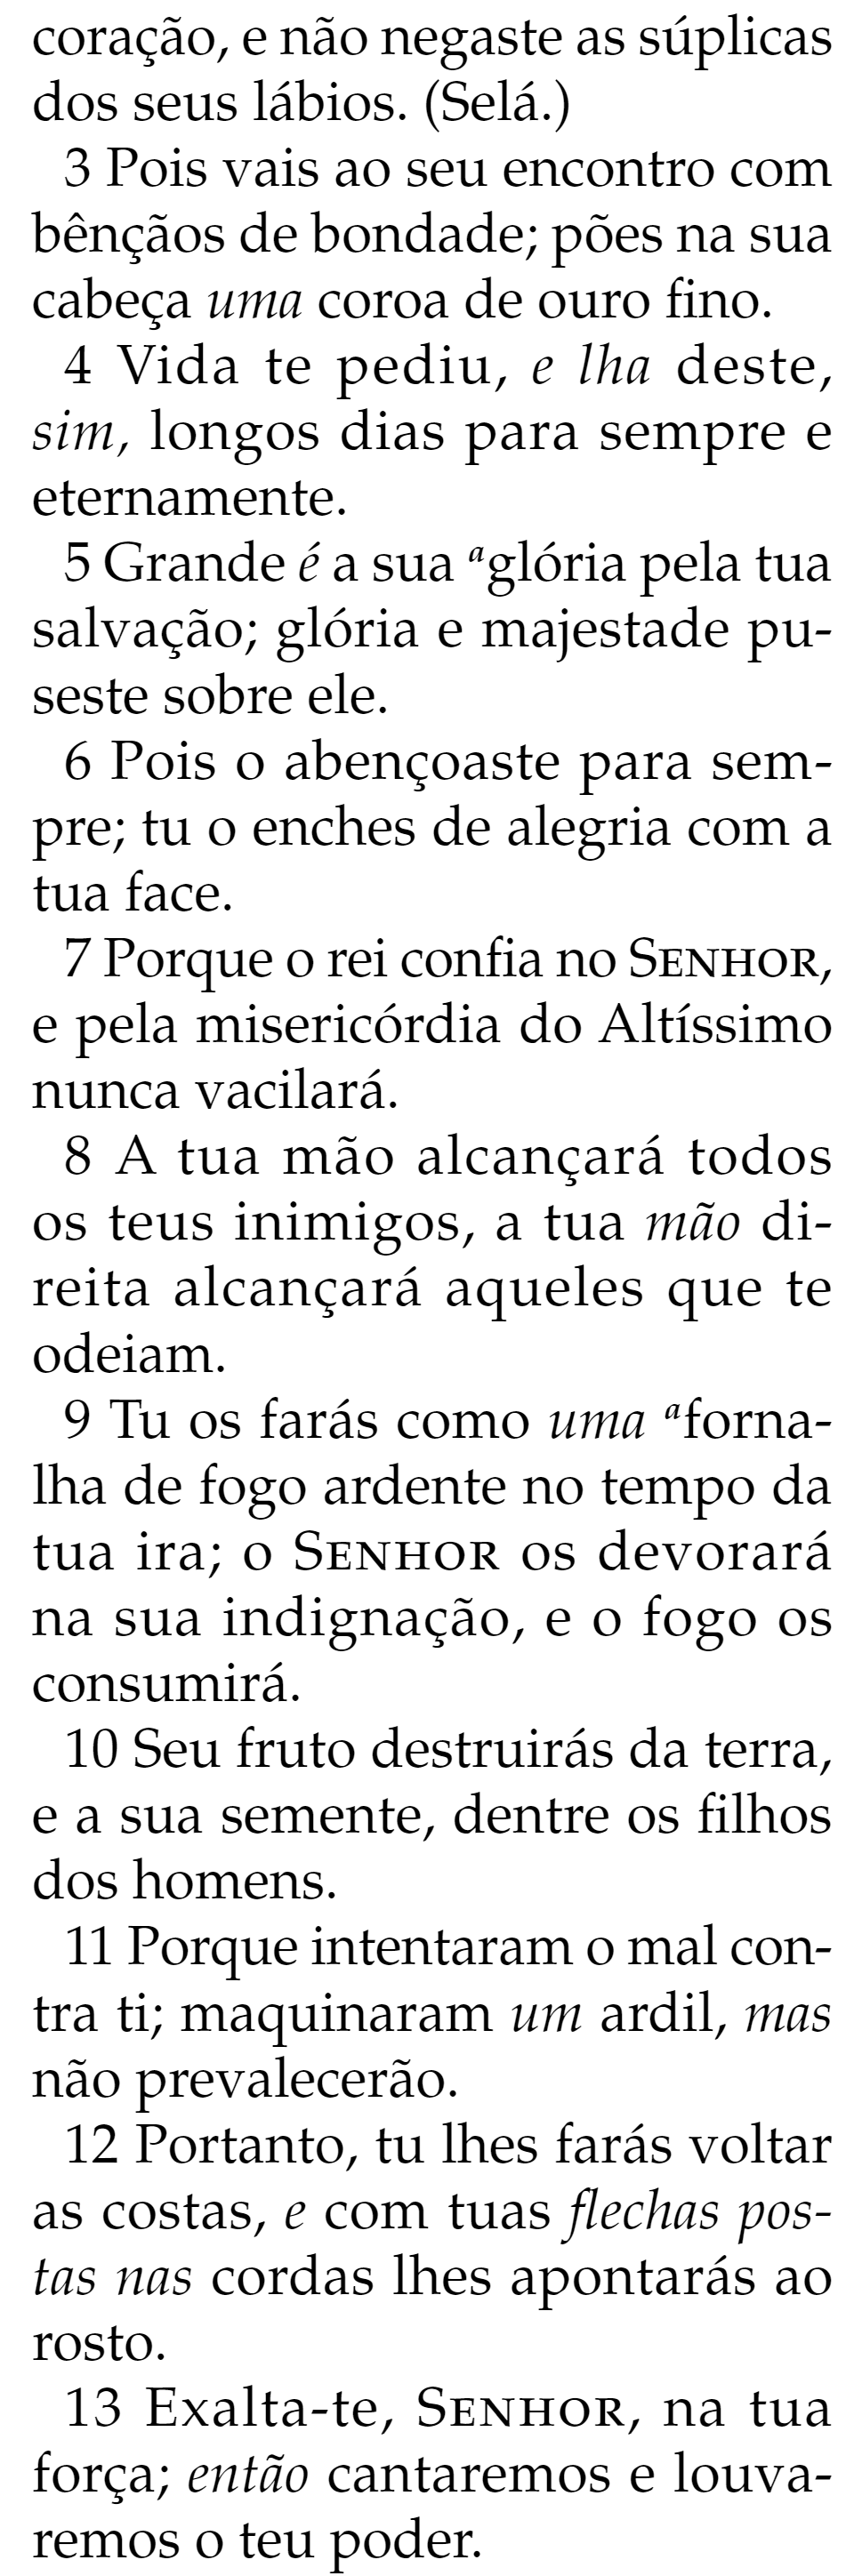 coração, e não negaste as súplicas
dos seus lábios. (Selá.)
3 Pois vais ao seu encontro com
bênçãos de bondade; pões na sua
cabeça uma coroa de ouro fino.
4 Vida te pediu, e lha deste,
sim, longos dias para sempre e
eternamente.
5 Grande é a sua ᵃglória pela tua
salvação; glória e majestade pu-
seste sobre ele.
6 Pois o abençoaste para sem-
pre; tu o enches de alegria com a
tua face.
7 Porque o rei confia no Senhor,
e pela misericórdia do Altíssimo
nunca vacilará.
8 A tua mão alcançará todos
os teus inimigos, a tua mão di-
reita alcançará aqueles que te
odeiam.
9 Tu os farás como uma ᵃforna-
lha de fogo ardente no tempo da
tua ira; o Senhor os devorará
na sua indignação, e o fogo os
consumirá.
10 Seu fruto destruirás da terra,
e a sua semente, dentre os filhos
dos homens.
11 Porque intentaram o mal con-
tra ti; maquinaram um ardil, mas
não prevalecerão.
12 Portanto, tu lhes farás voltar
as costas, e com tuas flechas pos-
tas nas cordas lhes apontarás ao
rosto.
13 Exalta-te, Senhor, na tua
força; então cantaremos e louva-
remos o teu poder.